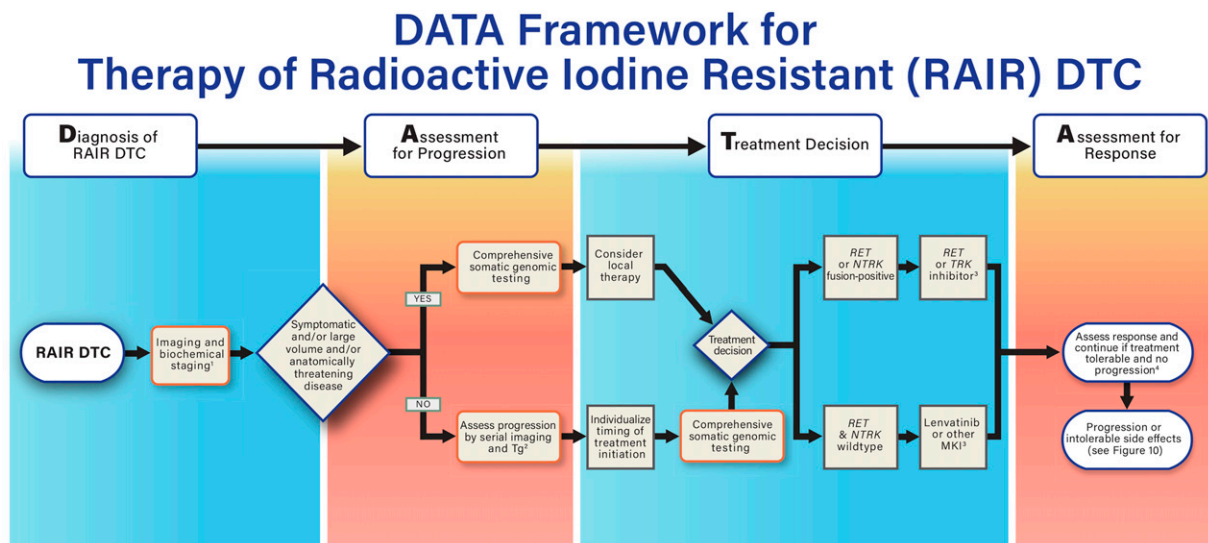 DATA Framework for
Therapy of Radioactive Iodine Resistant (RAIR) DTC
Diagnosis of
RAIR DTC
Assessment
for Progression
Treatment Decision
Assessment for
Response
RAIR DTC
Imaging and
biochemical
staging¹
Symptomatic
and/or large
volume and/or
anatomically
threatening
disease
YES
Comprehensive
somatic genomic
testing
Consider
local
therapy
NO
Assess progression
by serial imaging
and Tg²
Individualize
timing of
treatment
initiation
Comprehensive
somatic genomic
testing
Treatment
decision
RET
or NTRK
fusion-positive
RET
or TRK
inhibitor³
RET
& NTRK
wildtype
Lenvatinib
or other
MKI³
Assess response and
continue if treatment
tolerable and no
progression⁴
Progression or
intolerable side effects
(see Figure 10)